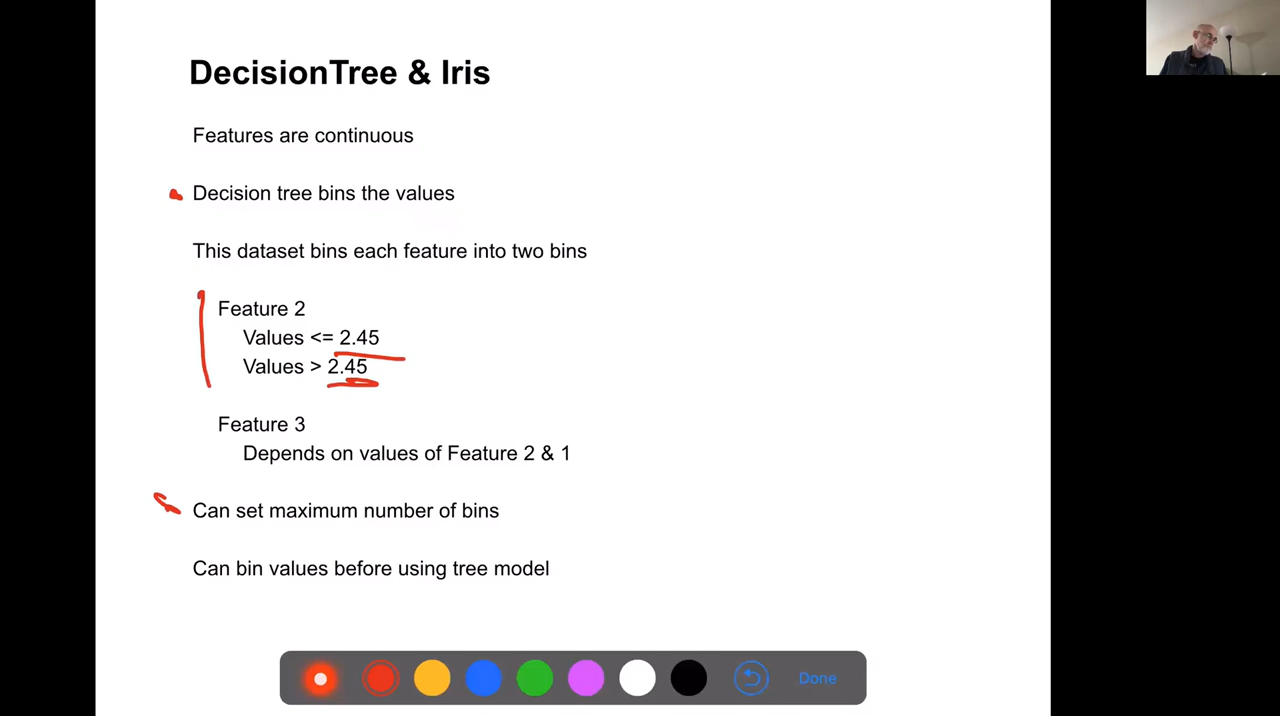 DecisionTree & Iris
Features are continuous
Decision tree bins the values
This dataset bins each feature into two bins
Feature 2
Values <= 2.45
Values > 2.45
Feature 3
Depends on values of Feature 2 & 1
Can set maximum number of bins
Can bin values before using tree model
Done